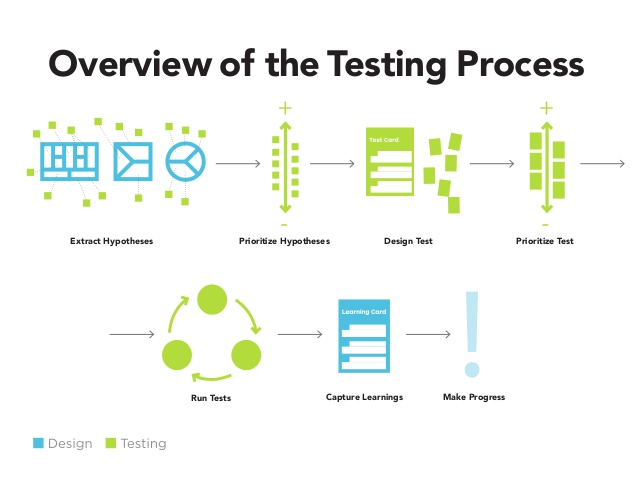 Overview of the Testing Process
+
+
Test Card
-
-
Extract Hypotheses
Prioritize Hypotheses
Design Test
Prioritize Test
Learning Card
!
Run Tests
Capture Learnings
Make Progress
Design
Testing